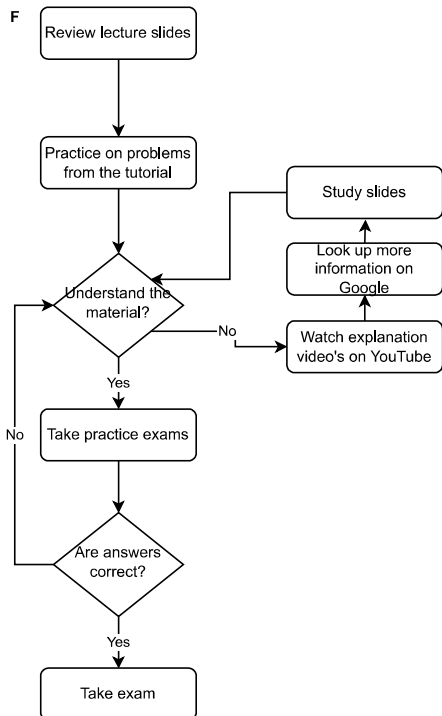 F
Review lecture slides
Practice on problems
from the tutorial
Study slides
Look up more
information on
Google
Understand the
material?
No
Watch explanation
video's on YouTube
Yes
Take practice exams
No
Are answers
correct?
Yes
Take exam